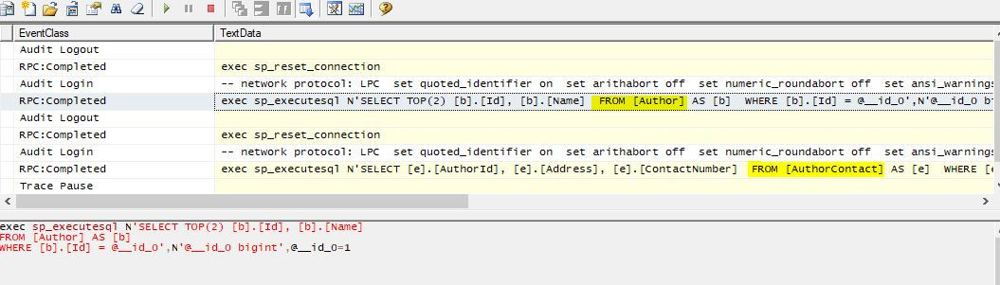 EventClass TextData
Audit Logout
RPC:Completed exec sp_reset_connection
Audit Login -- network protocol: LPC set quoted_identifier on set arithabort off set numeric_roundabort off set ansi_warnings
RPC:Completed exec sp_executesql N'SELECT TOP(2) [b].[Id], [b].[Name] FROM [Author] AS [b] WHERE [b].[Id] = @__id_0',N'@__id_0 bi
Audit Logout
RPC:Completed exec sp_reset_connection
Audit Login -- network protocol: LPC set quoted_identifier on set arithabort off set numeric_roundabort off set ansi_warnings
RPC:Completed exec sp_executesql N'SELECT [e].[AuthorId], [e].[Address], [e].[ContactNumber] FROM [AuthorContact] AS [e] WHERE [e
Trace Pause
exec sp_executesql N'SELECT TOP(2) [b].[Id], [b].[Name]
FROM [Author] AS [b]
WHERE [b].[Id] = @__id_0',N'@__id_0 bigint',@__id_0=1